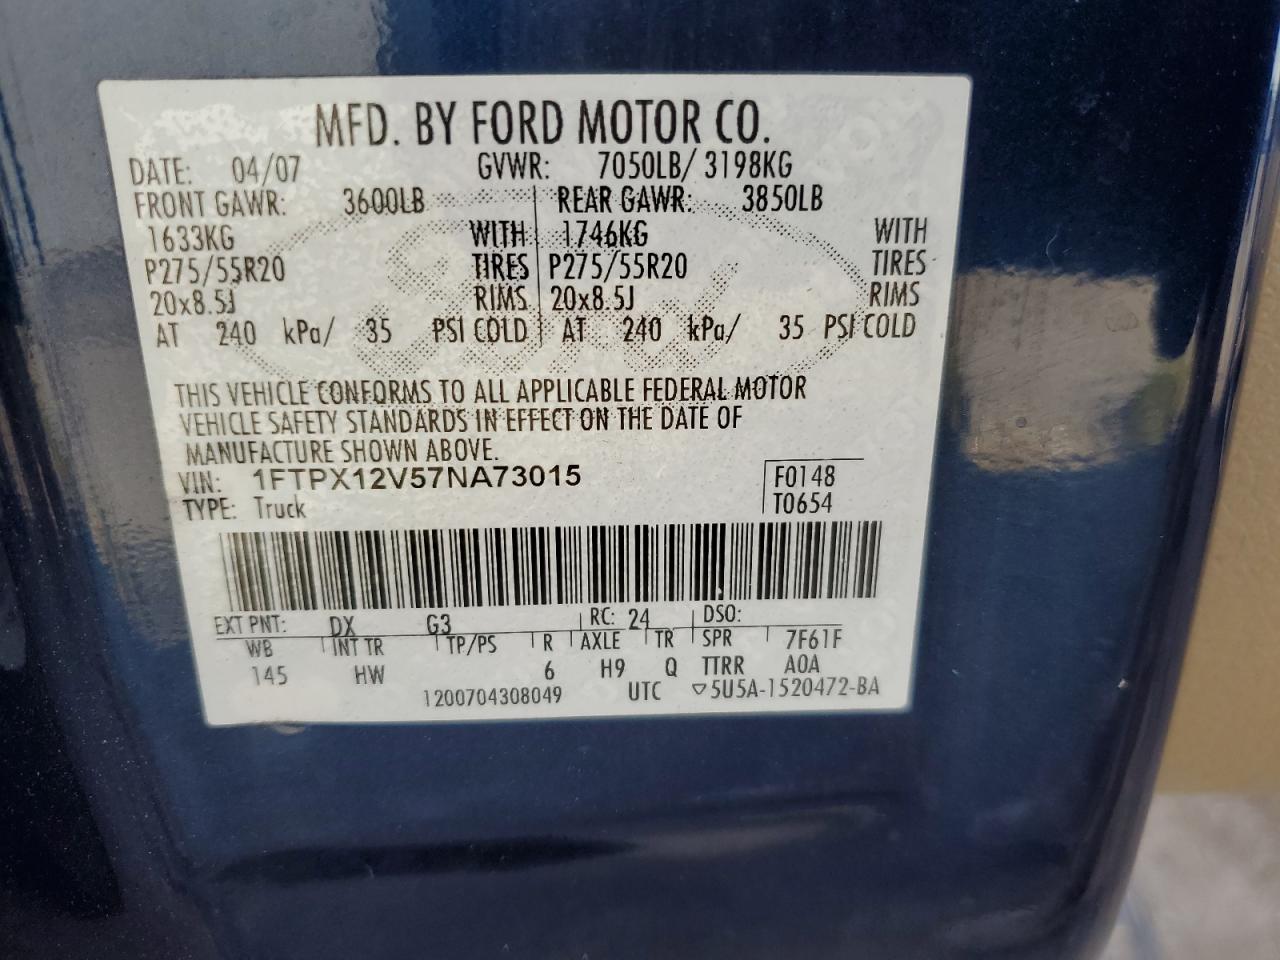 MFD. BY FORD MOTOR CO.
DATE: 04/07 GVWR: 7050LB/ 3198KG
FRONT GAWR: 3600LB REAR GAWR: 3850LB
1633KG WITH 1746KG WITH
P275/55R20 TIRES P275/55R20 TIRES
20x8.5J RIMS 20x8.5J RIMS
AT 240 kPa/ 35 PSI COLD AT 240 kPa/ 35 PSI COLD
THIS VEHICLE CONFORMS TO ALL APPLICABLE FEDERAL MOTOR
VEHICLE SAFETY STANDARDS IN EFFECT ON THE DATE OF
MANUFACTURE SHOWN ABOVE.
VIN: 1FTPX12V57NA73015 F0148
TYPE: Truck T0654
EXT PNT: DX G3 RC: 24 DSO:
WB INT TR TP/PS R AXLE TR SPR 7F61F
145 HW 6 H9 Q TTRR A0A
1200704308049 UTC ▽5U5A-1520472-BA